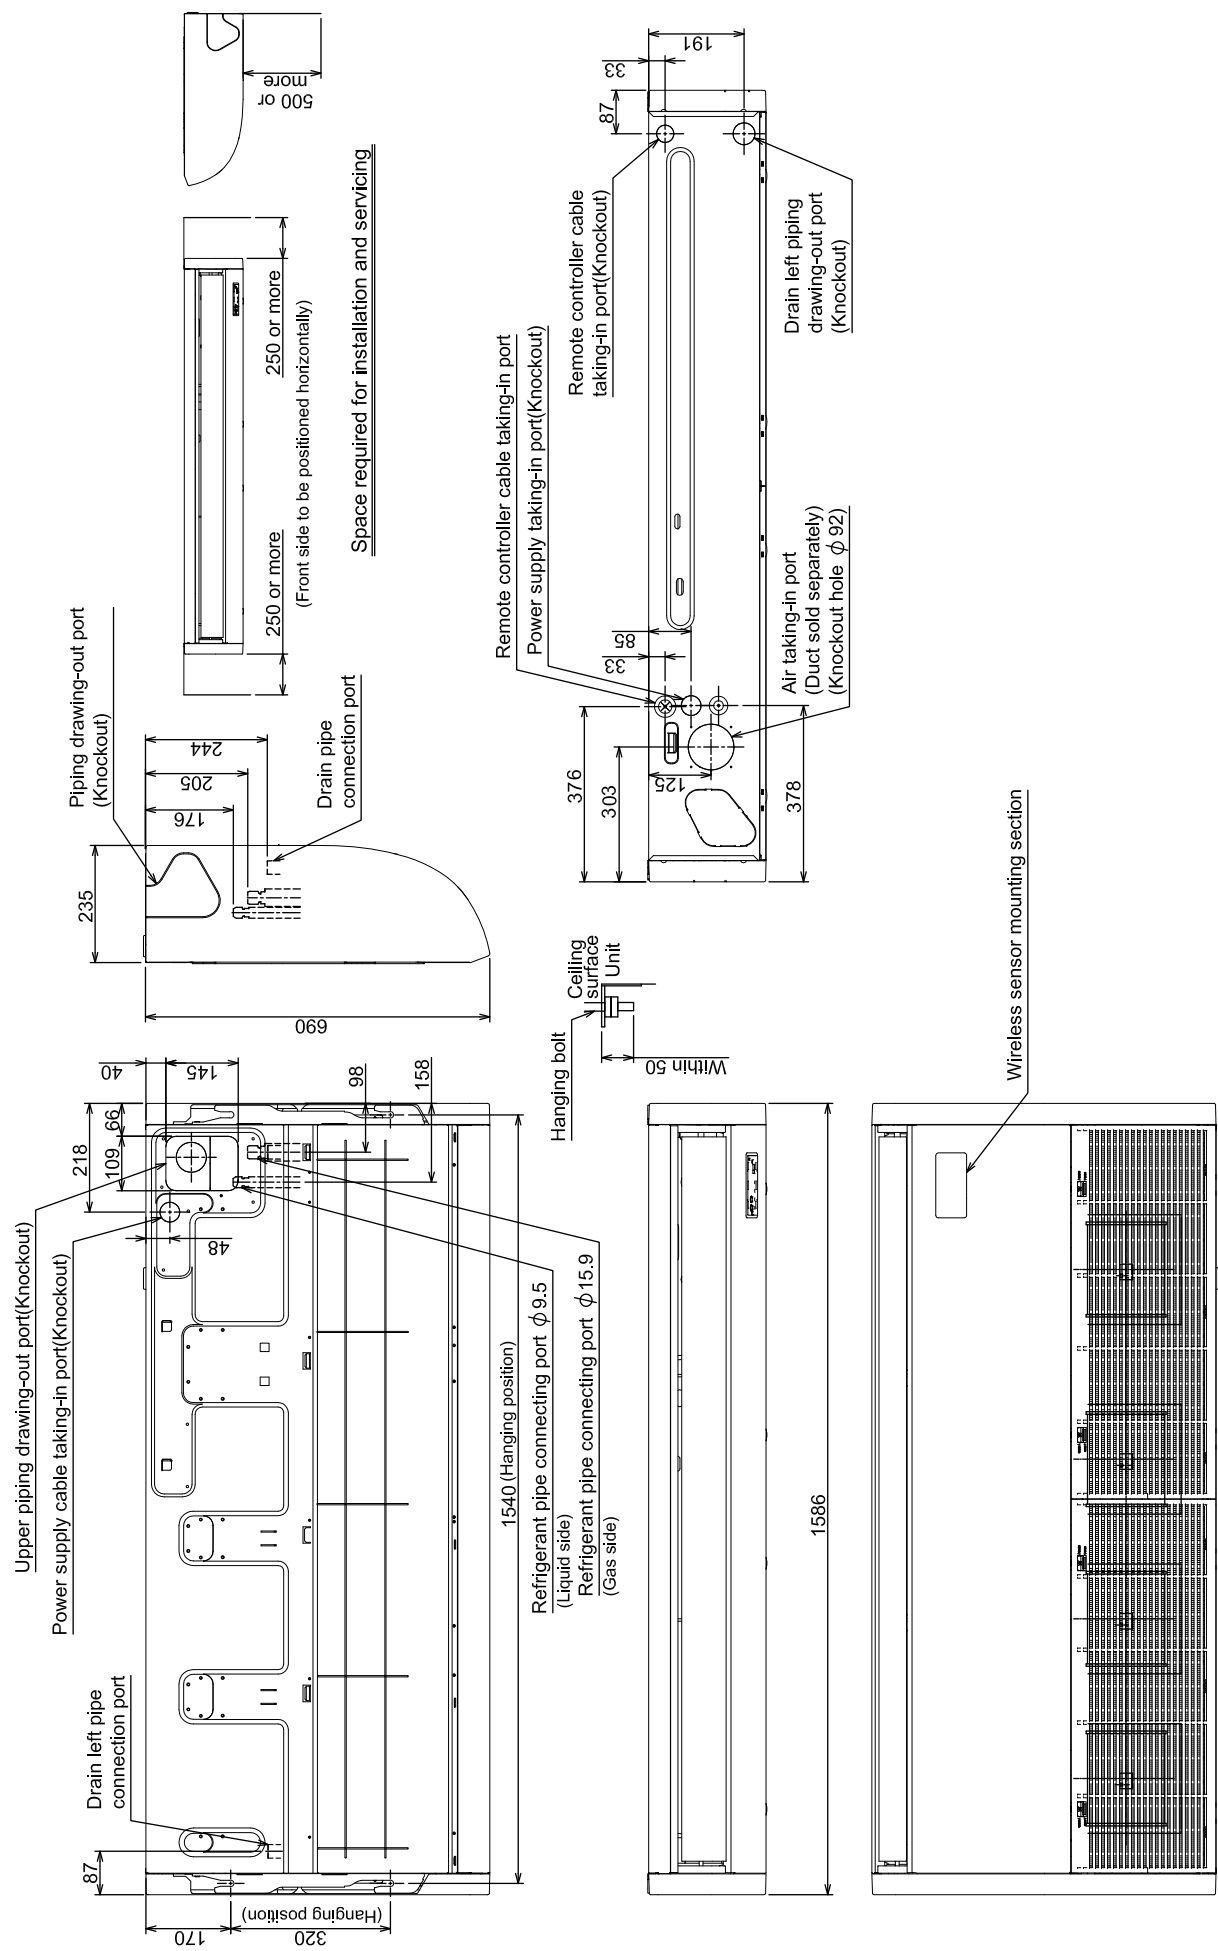 Upper piping drawing-out port(Knockout)
Power supply cable taking-in port(Knockout)
Drain left pipe
connection port
87
170
320
(Hanging position)
48
218
109
66
40
145
98
158
158
1540 (Hanging position)
Refrigerant pipe connecting port ϕ9.5
(Liquid side)
Refrigerant pipe connecting port ϕ15.9
(Gas side)
235
690
Piping drawing-out port
(Knockout)
176
205
244
Drain pipe
connection port
250 or more
250 or more
(Front side to be positioned horizontally)
500 or
more
Space required for installation and servicing
1586
Hanging bolt
Ceiling
surface
Unit
Within 50
Remote controller cable taking-in port
Power supply taking-in port(Knockout)
Remote controller cable
taking-in port(Knockout)
376
303
125
378
33
85
87
33
191
Air taking-in port
(Duct sold separately)
(Knockout hole ϕ92)
Drain left piping
drawing-out port
(Knockout)
Wireless sensor mounting section